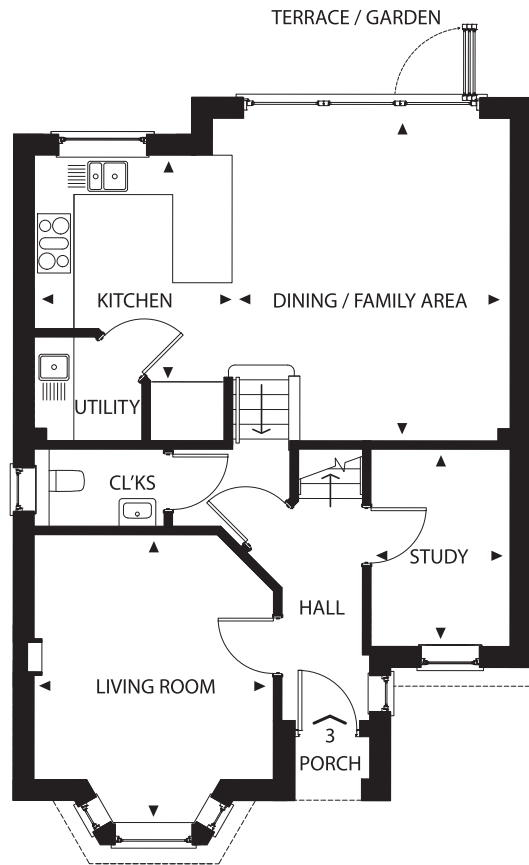 TERRACE / GARDEN
KITCHEN
DINING / FAMILY AREA
UTILITY
CL'KS
STUDY
HALL
LIVING ROOM
3
PORCH